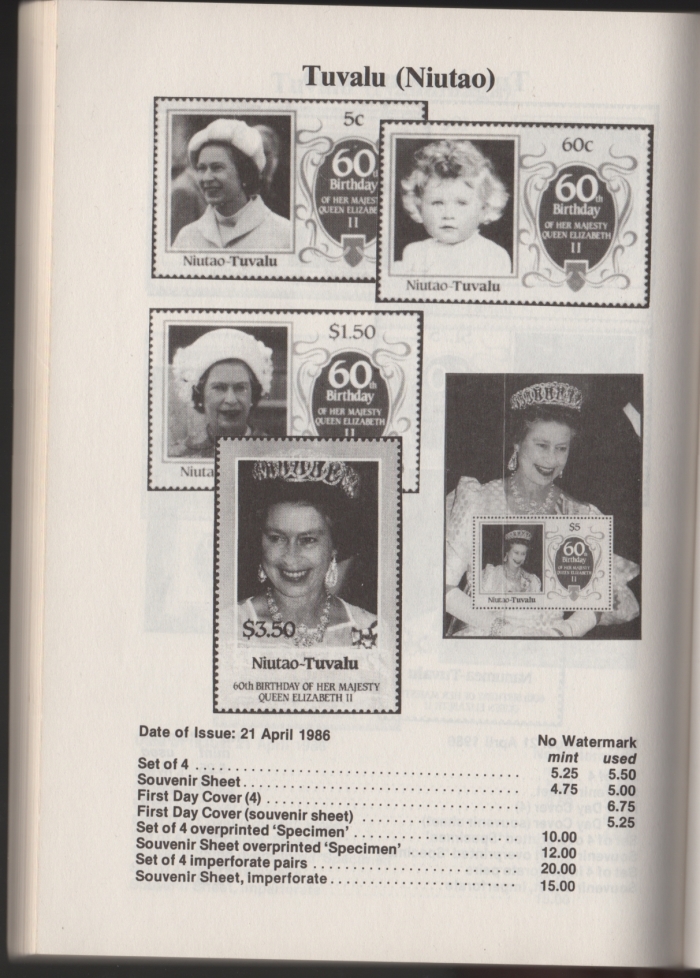 Tuvalu (Niutao)
5c
60
Birthday
OF HER MAJEST
QUEEN ELIZABE
II
Niutao-Tuvalu
60c
60th
Birthday
OF HER MAJESTY
QUEEN ELIZABETH
II
Niutao-Tuvalu
$1.50
60th
Birthday
OF HER MAJESTY
QUEEN ELIZABETH
II
Niuta
$3.50
Niutao-Tuvalu
60th BIRTHDAY OF HER MAJESTY
QUEEN ELIZABETH II
$5
60th
Birthday
OF HER MAJESTY
QUEEN ELIZABETH
II
Niutao-Tuvalu
Date of Issue: 21 April 1986
No Watermark
mint used
Set of 4 . . . . 5.25 5.50
Souvenir Sheet . . . . 4.75 5.00
First Day Cover (4) . . . . 6.75
First Day Cover (souvenir sheet) . . . . 5.25
Set of 4 overprinted ‘Specimen’ . . . . 10.00
Souvenir Sheet overprinted ‘Specimen’ . . . . 12.00
Set of 4 imperforate pairs . . . . 20.00
Souvenir Sheet, imperforate . . . . 15.00